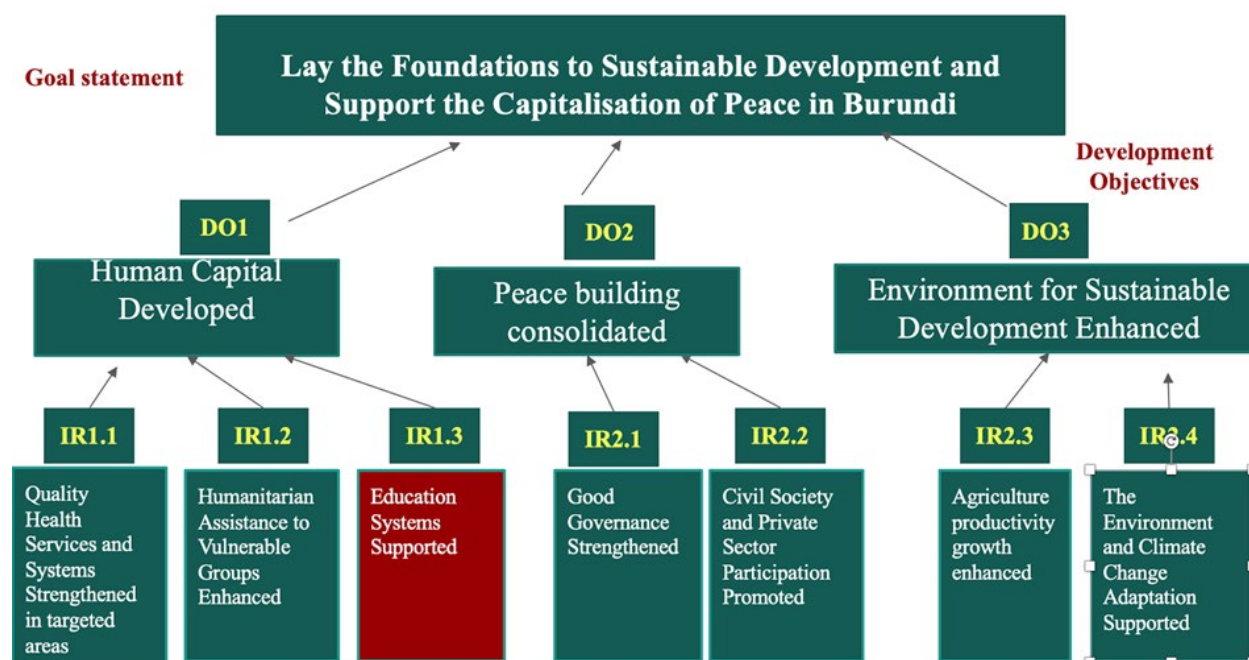 Goal statement
Lay the Foundations to Sustainable Development and
Support the Capitalisation of Peace in Burundi
Development
Objectives
DO1
Human Capital
Developed
DO2
Peace building
consolidated
DO3
Environment for Sustainable
Development Enhanced
IR1.1
Quality
Health
Services and
Systems
Strengthened
in targeted
areas
IR1.2
Humanitarian
Assistance to
Vulnerable
Groups
Enhanced
IR1.3
Education
Systems
Supported
IR2.1
Good
Governance
Strengthened
IR2.2
Civil Society
and Private
Sector
Participation
Promoted
IR2.3
Agriculture
productivity
growth
enhanced
IR2.4
The
Environment
and Climate
Change
Adaptation
Supported